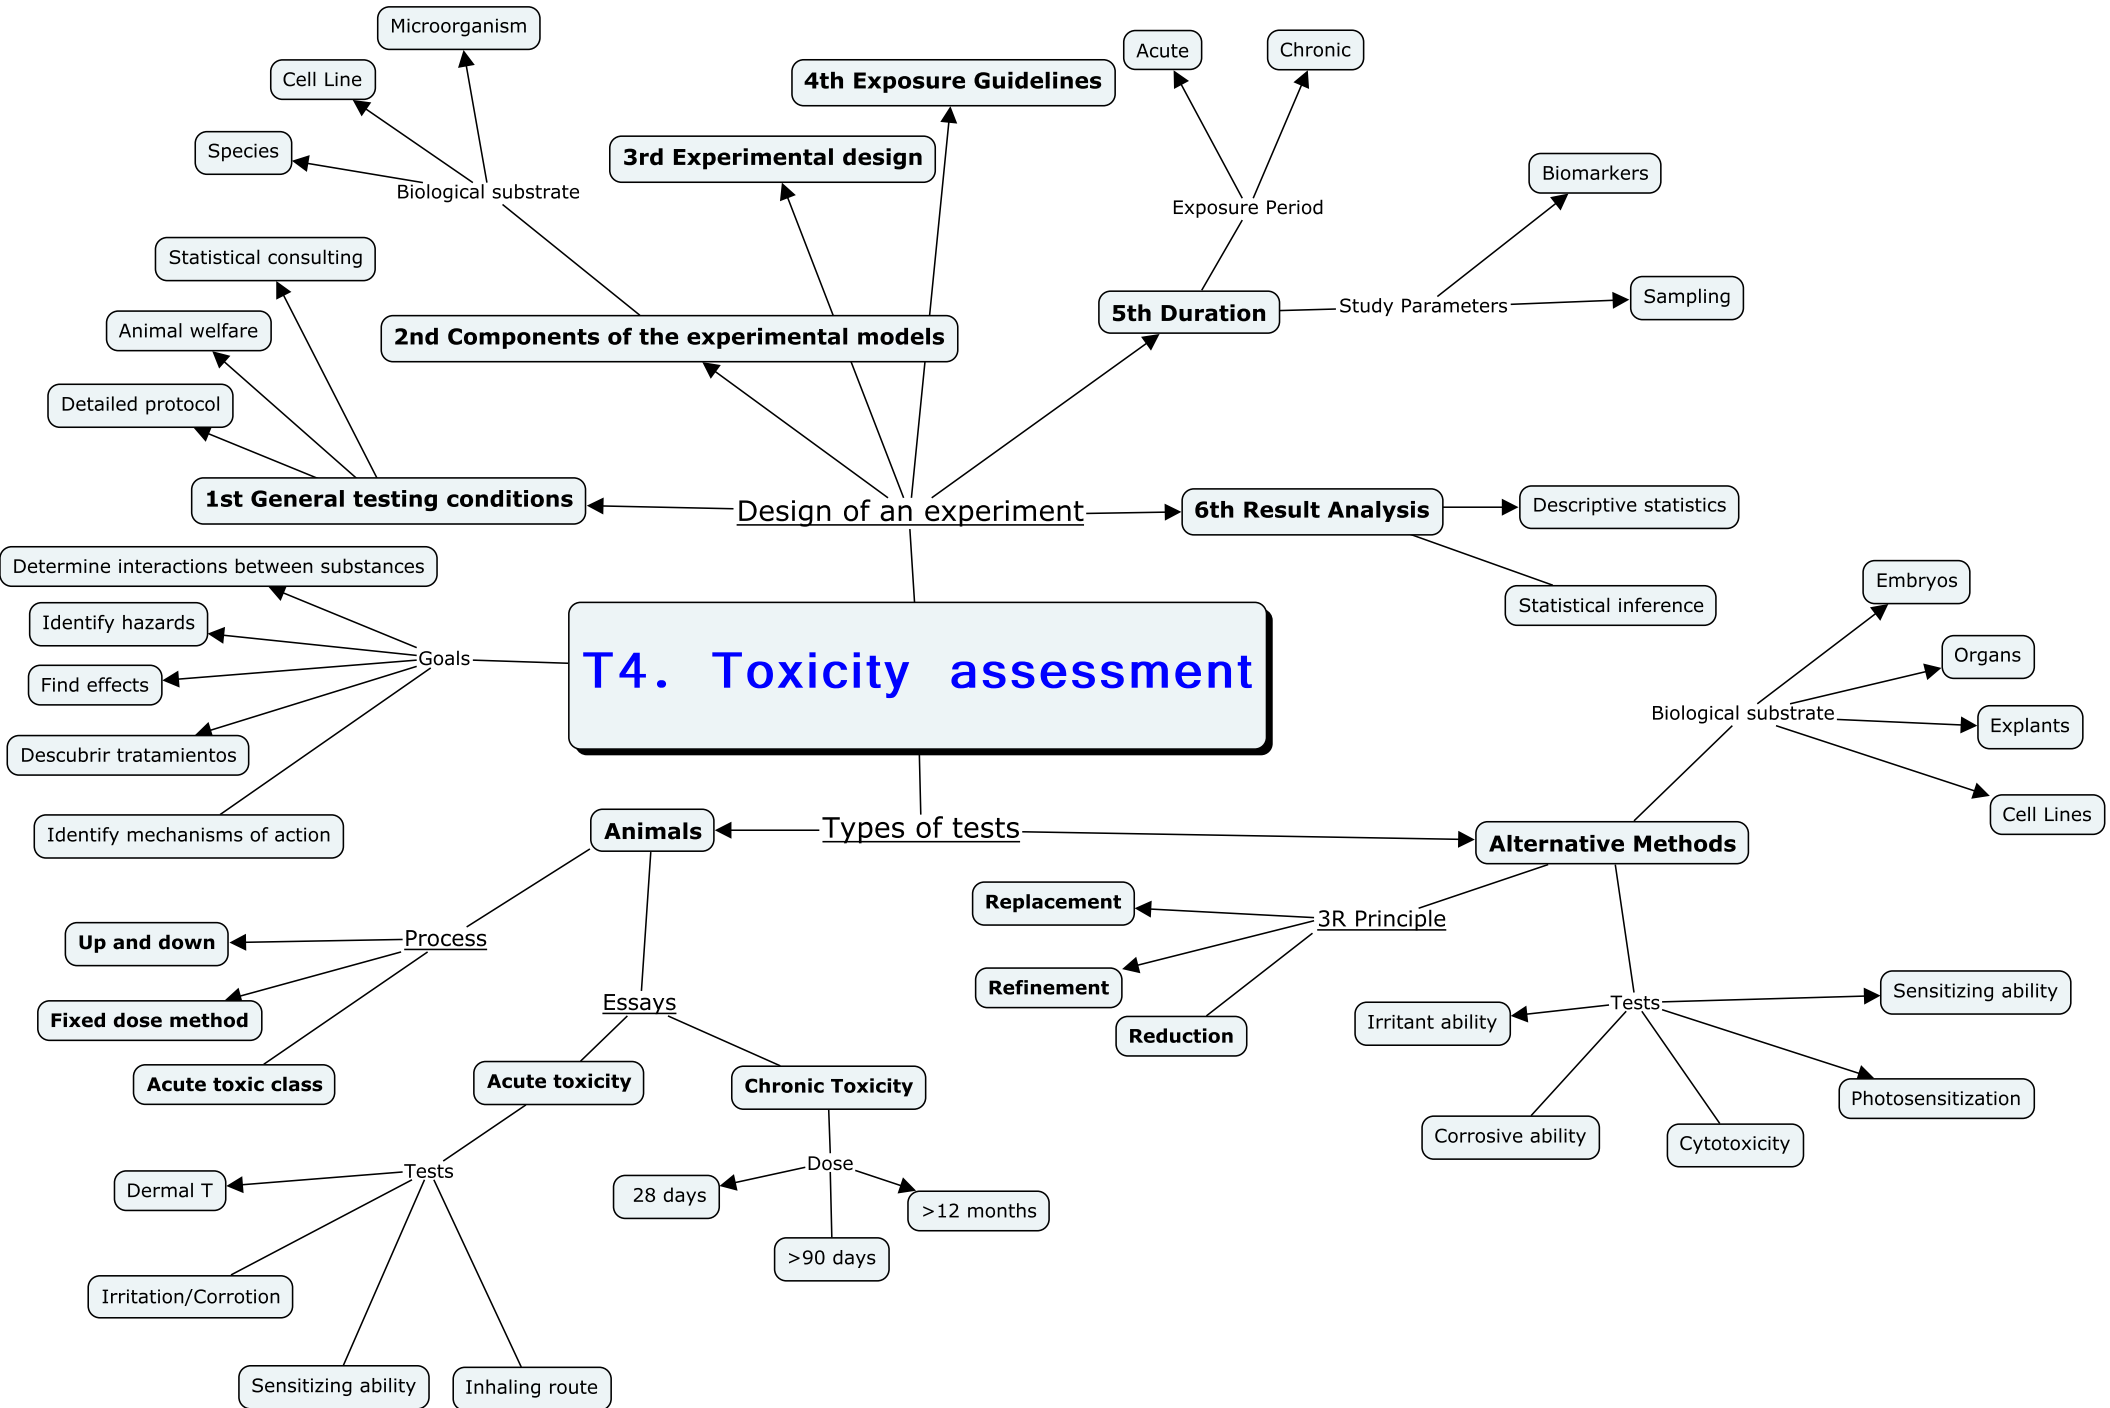 Microorganism
Cell Line
Species
Biological substrate
4th Exposure Guidelines
3rd Experimental design
Acute
Chronic
Exposure Period
Biomarkers
Study Parameters
Sampling
Statistical consulting
Animal welfare
Detailed protocol
2nd Components of the experimental models
5th Duration
1st General testing conditions
Design of an experiment
6th Result Analysis
Descriptive statistics
Statistical inference
Determine interactions between substances
Identify hazards
Goals
Find effects
Descubrir tratamientos
Identify mechanisms of action
T4. Toxicity assessment
Embryos
Organs
Biological substrate
Explants
Cell Lines
Animals
Types of tests
Alternative Methods
Up and down
Process
Fixed dose method
Acute toxic class
Essays
Acute toxicity
Chronic Toxicity
Replacement
3R Principle
Refinement
Reduction
Tests
Irritant ability
Sensitizing ability
Photosensitization
Corrosive ability
Cytotoxicity
Tests
Dermal T
Irritation/Corrotion
Sensitizing ability
Inhaling route
Dose
28 days
>12 months
>90 days